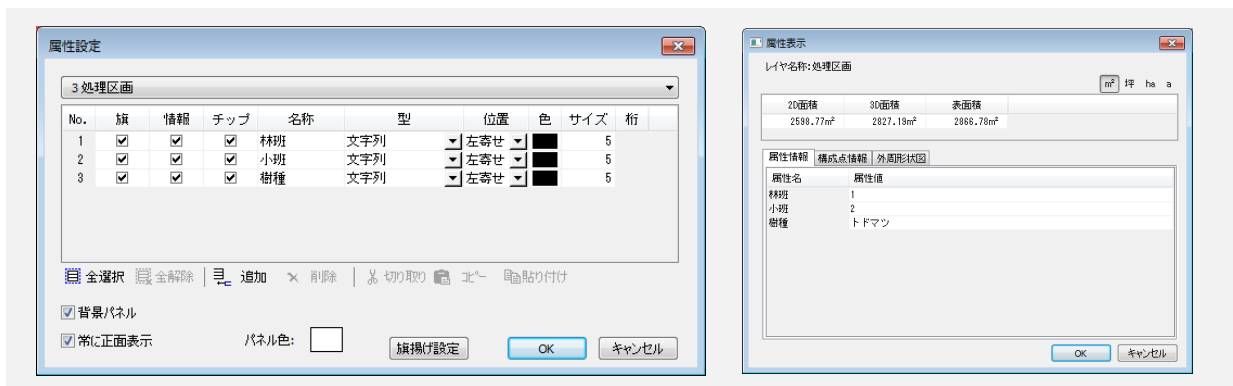 属性設定
3 処理区画
No. 旗 情報 チップ 名称 型 位置 色 サイズ 桁
1 林班 文字列 左寄せ 5
2 小班 文字列 左寄せ 5
3 樹種 文字列 左寄せ 5
全選択 全解除 追加 削除 切り取り コピー 貼り付け
背景パネル
常に正面表示 パネル色: 旗揚げ設定 OK キャンセル
属性表示
レイヤ名称:処理区画
㎡ 坪 ha a
2D面積 3D面積 表面積
2598.77㎡ 2827.19㎡ 2866.78㎡
属性情報 構成点情報 外周形状図
属性名 属性値
林班 1
小班 2
樹種 トドマツ
OK キャンセル